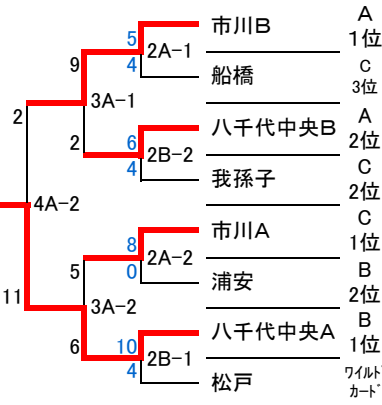 市川B A
1位
5
2A-1
4
9
船橋 C
3位
3A-1
2
八千代中央B A
2位
6
2B-2
4
2
我孫子 C
2位
4A-2
市川A C
1位
8
2A-2
0
5
浦安 B
2位
11
3A-2
八千代中央A B
1位
6
10
2B-1
4
松戸 ワイルド
カード